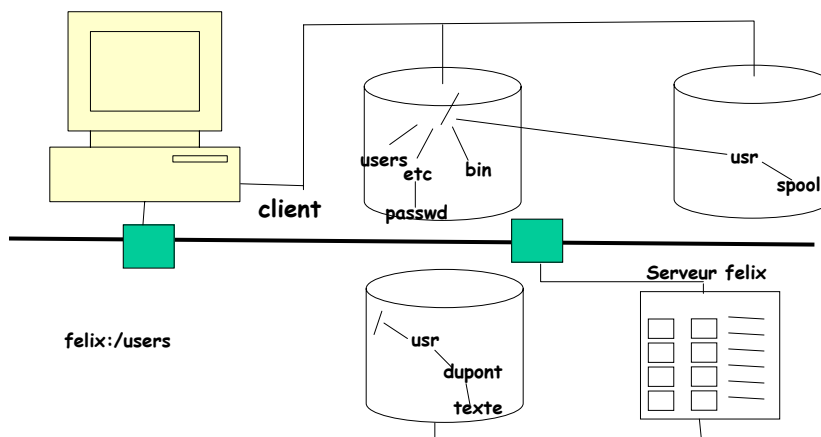 users
etc
bin
passwd
usr
spool
client
Serveur felix
felix:/users
/
usr
dupont
texte